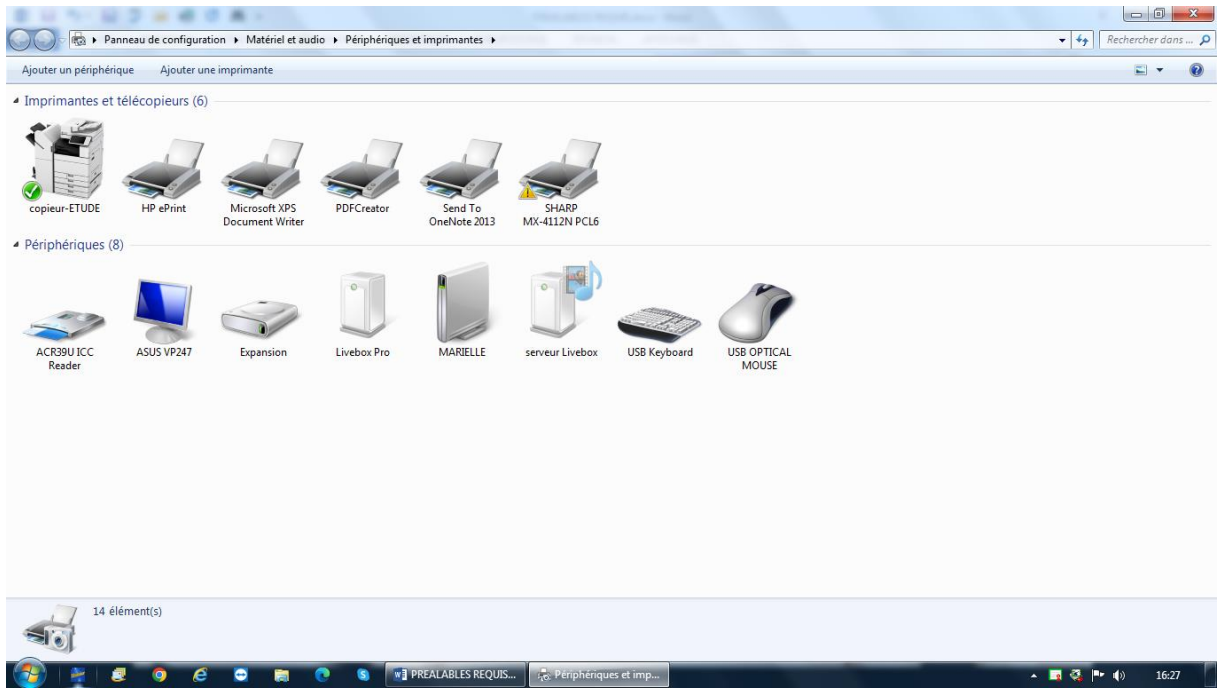 Panneau de configuration ▸ Matériel et audio ▸ Périphériques et imprimantes ▸
Rechercher dans ...
Ajouter un périphérique Ajouter une imprimante
Imprimantes et télécopieurs (6)
copieur-ETUDE
HP ePrint
Microsoft XPS
Document Writer
PDFCreator
Send To
OneNote 2013
SHARP
MX-4112N PCL6
Périphériques (8)
ACR39U ICC
Reader
ASUS VP247
Expansion
Livebox Pro
MARIELLE
serveur Livebox
USB Keyboard
USB OPTICAL
MOUSE
14 élément(s)
PREALABLES REQUIS...
Périphériques et imp...
16:27